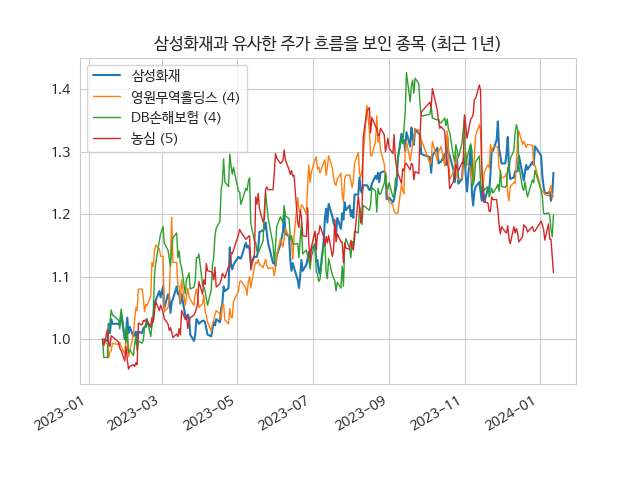 삼성화재과 유사한 주가 흐름을 보인 종목 (최근 1년)
삼성화재
영원무역홀딩스 (4)
DB손해보험 (4)
농심 (5)
1.4
1.3
1.2
1.1
1.0
2023-01
2023-03
2023-05
2023-07
2023-09
2023-11
2024-01